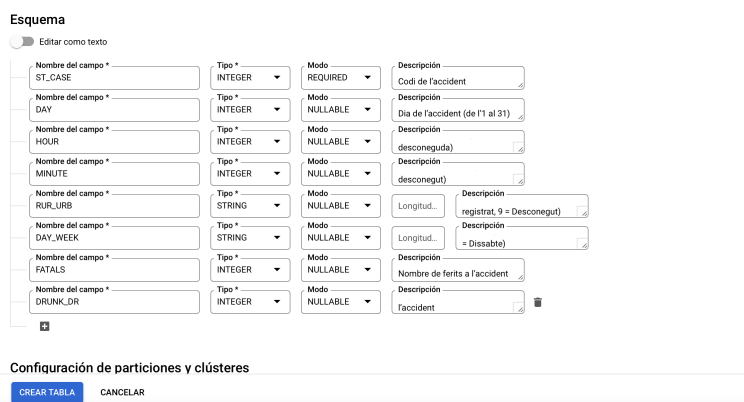 Esquema
Editar como texto
Nombre del campo * Tipo * Modo Descripción
ST_CASE INTEGER REQUIRED Codi de l'accident
Nombre del campo * Tipo * Modo Descripción
DAY INTEGER NULLABLE Dia de l'accident (de l'1 al 31)
Nombre del campo * Tipo * Modo Descripción
HOUR INTEGER NULLABLE desconeguda)
Nombre del campo * Tipo * Modo Descripción
MINUTE INTEGER NULLABLE desconegut)
Nombre del campo * Tipo * Modo Descripción
RUR_URB STRING NULLABLE Longitud... registrat, 9 = Desconegut)
Nombre del campo * Tipo * Modo Descripción
DAY_WEEK STRING NULLABLE Longitud... = Dissabte)
Nombre del campo * Tipo * Modo Descripción
FATALS INTEGER NULLABLE Nombre de ferits a l'accident
Nombre del campo * Tipo * Modo Descripción
DRUNK_DR INTEGER NULLABLE l'accident
Configuración de particiones y clústeres
CREAR TABLA CANCELAR